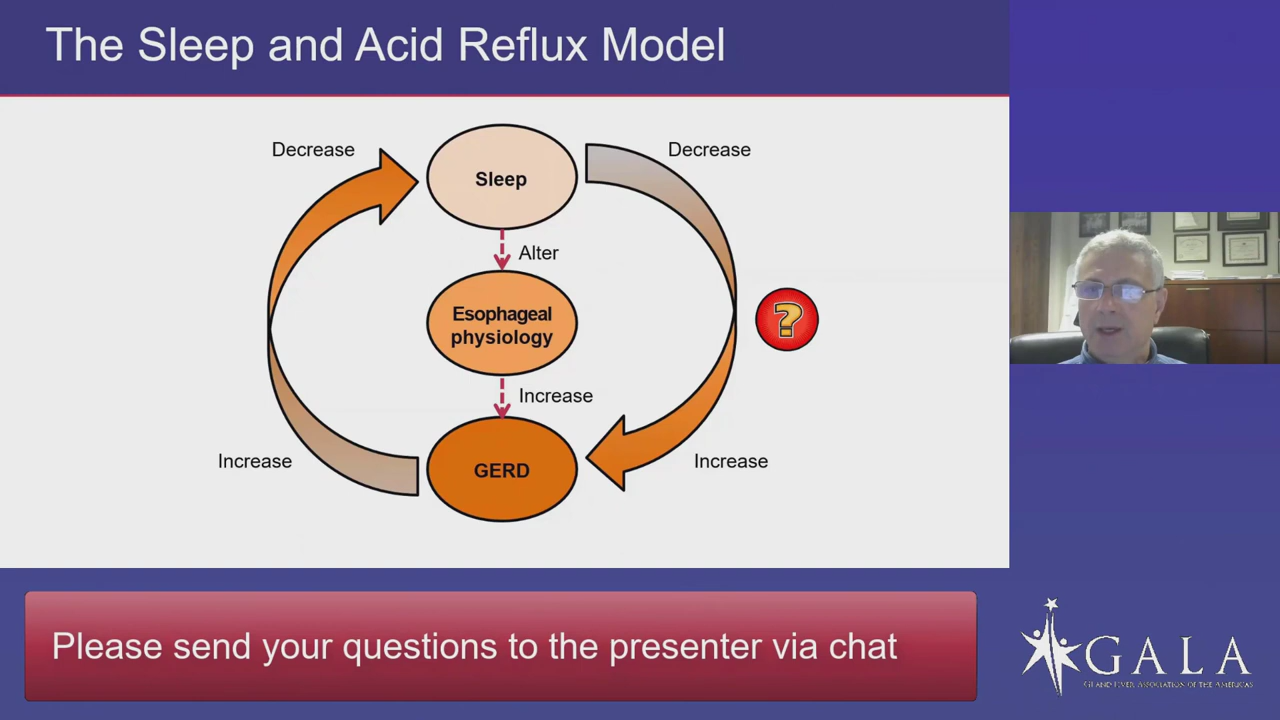 The Sleep and Acid Reflux Model
Decrease
Sleep
Decrease
Alter
Esophageal
physiology
?
Increase
Increase
GERD
Increase
Please send your questions to the presenter via chat
GALA
GI AND LIVER ASSOCIATION OF THE AMERICAS